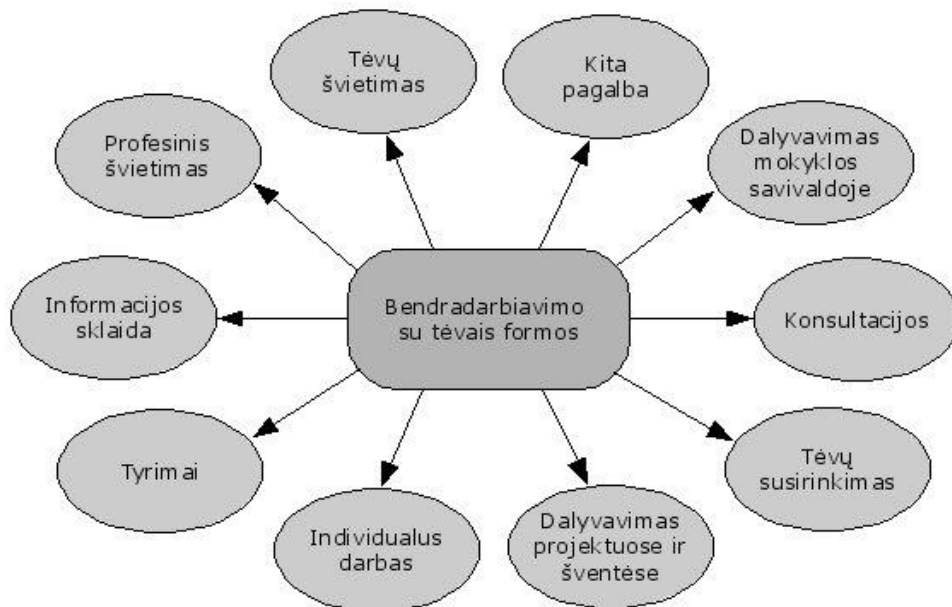 Tėvų
švietimas
Kita
pagalba
Profesinis
švietimas
Dalyvavimas
mokyklos
savivaldoje
Informacijos
sklaida
Bendradarbiavimo
su tėvais formos
Konsultacijos
Tyrimai
Tėvų
susirinkimas
Individualus
darbas
Dalyvavimas
projektuose ir
šventėse